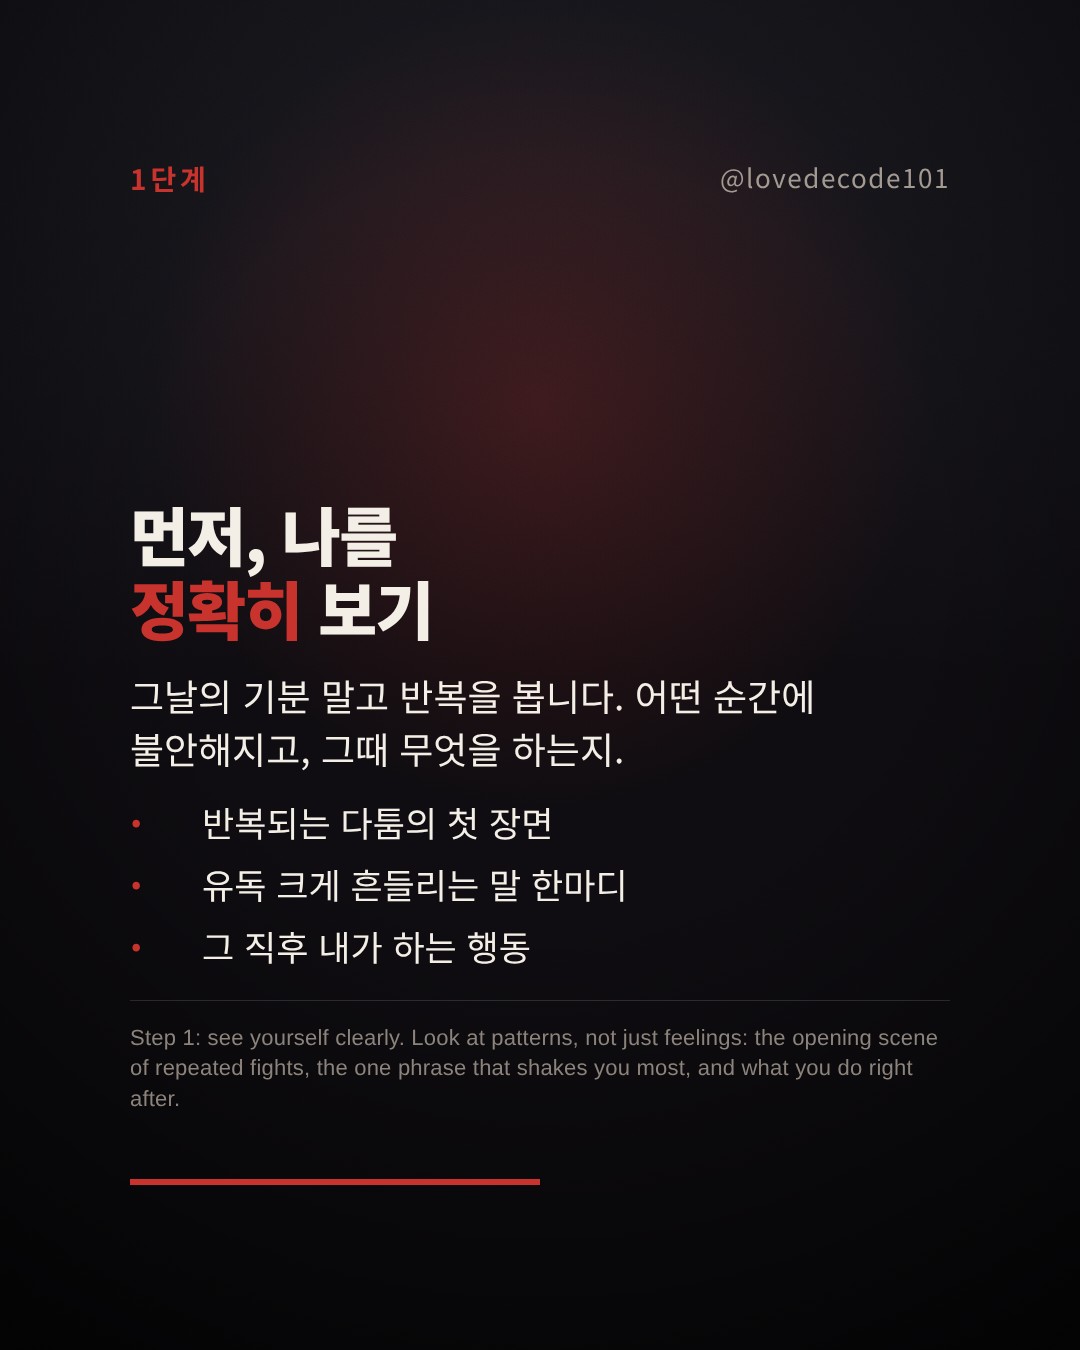 1단계
@lovedecode101
먼저, 나를
정확히 보기
그날의 기분 말고 반복을 봅니다. 어떤 순간에
불안해지고, 그때 무엇을 하는지.
• 반복되는 다툼의 첫 장면
• 유독 크게 흔들리는 말 한마디
• 그 직후 내가 하는 행동
Step 1: see yourself clearly. Look at patterns, not just feelings: the opening scene
of repeated fights, the one phrase that shakes you most, and what you do right
after.